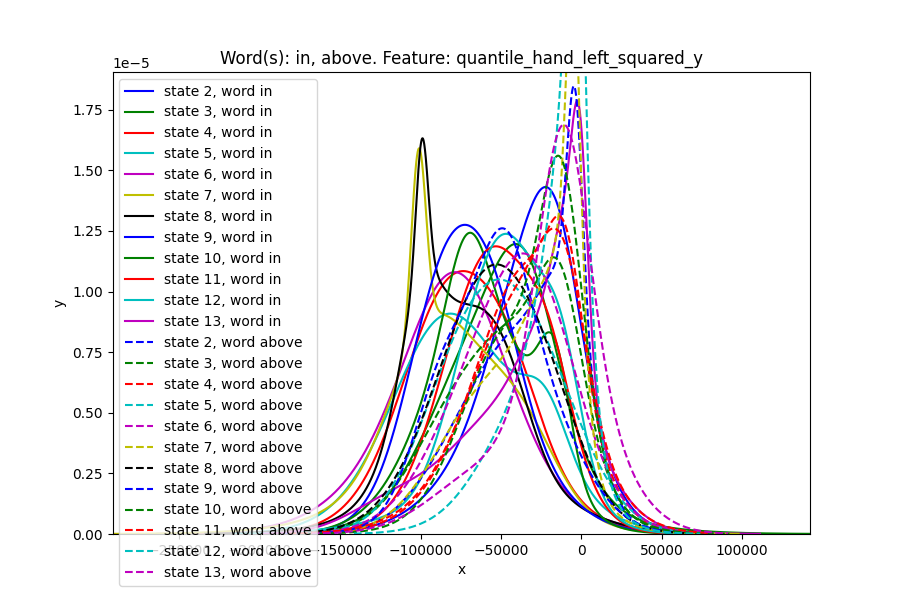 Word(s): in, above. Feature: quantile_hand_left_squared_y
1e−5
1.75
1.50
1.25
1.00
0.75
0.50
0.25
0.00
y
state 2, word in
state 3, word in
state 4, word in
state 5, word in
state 6, word in
state 7, word in
state 8, word in
state 9, word in
state 10, word in
state 11, word in
state 12, word in
state 13, word in
state 2, word above
state 3, word above
state 4, word above
state 5, word above
state 6, word above
state 7, word above
state 8, word above
state 9, word above
state 10, word above
state 11, word above
state 12, word above
state 13, word above
−150000 −100000 −50000 0 50000 100000
x